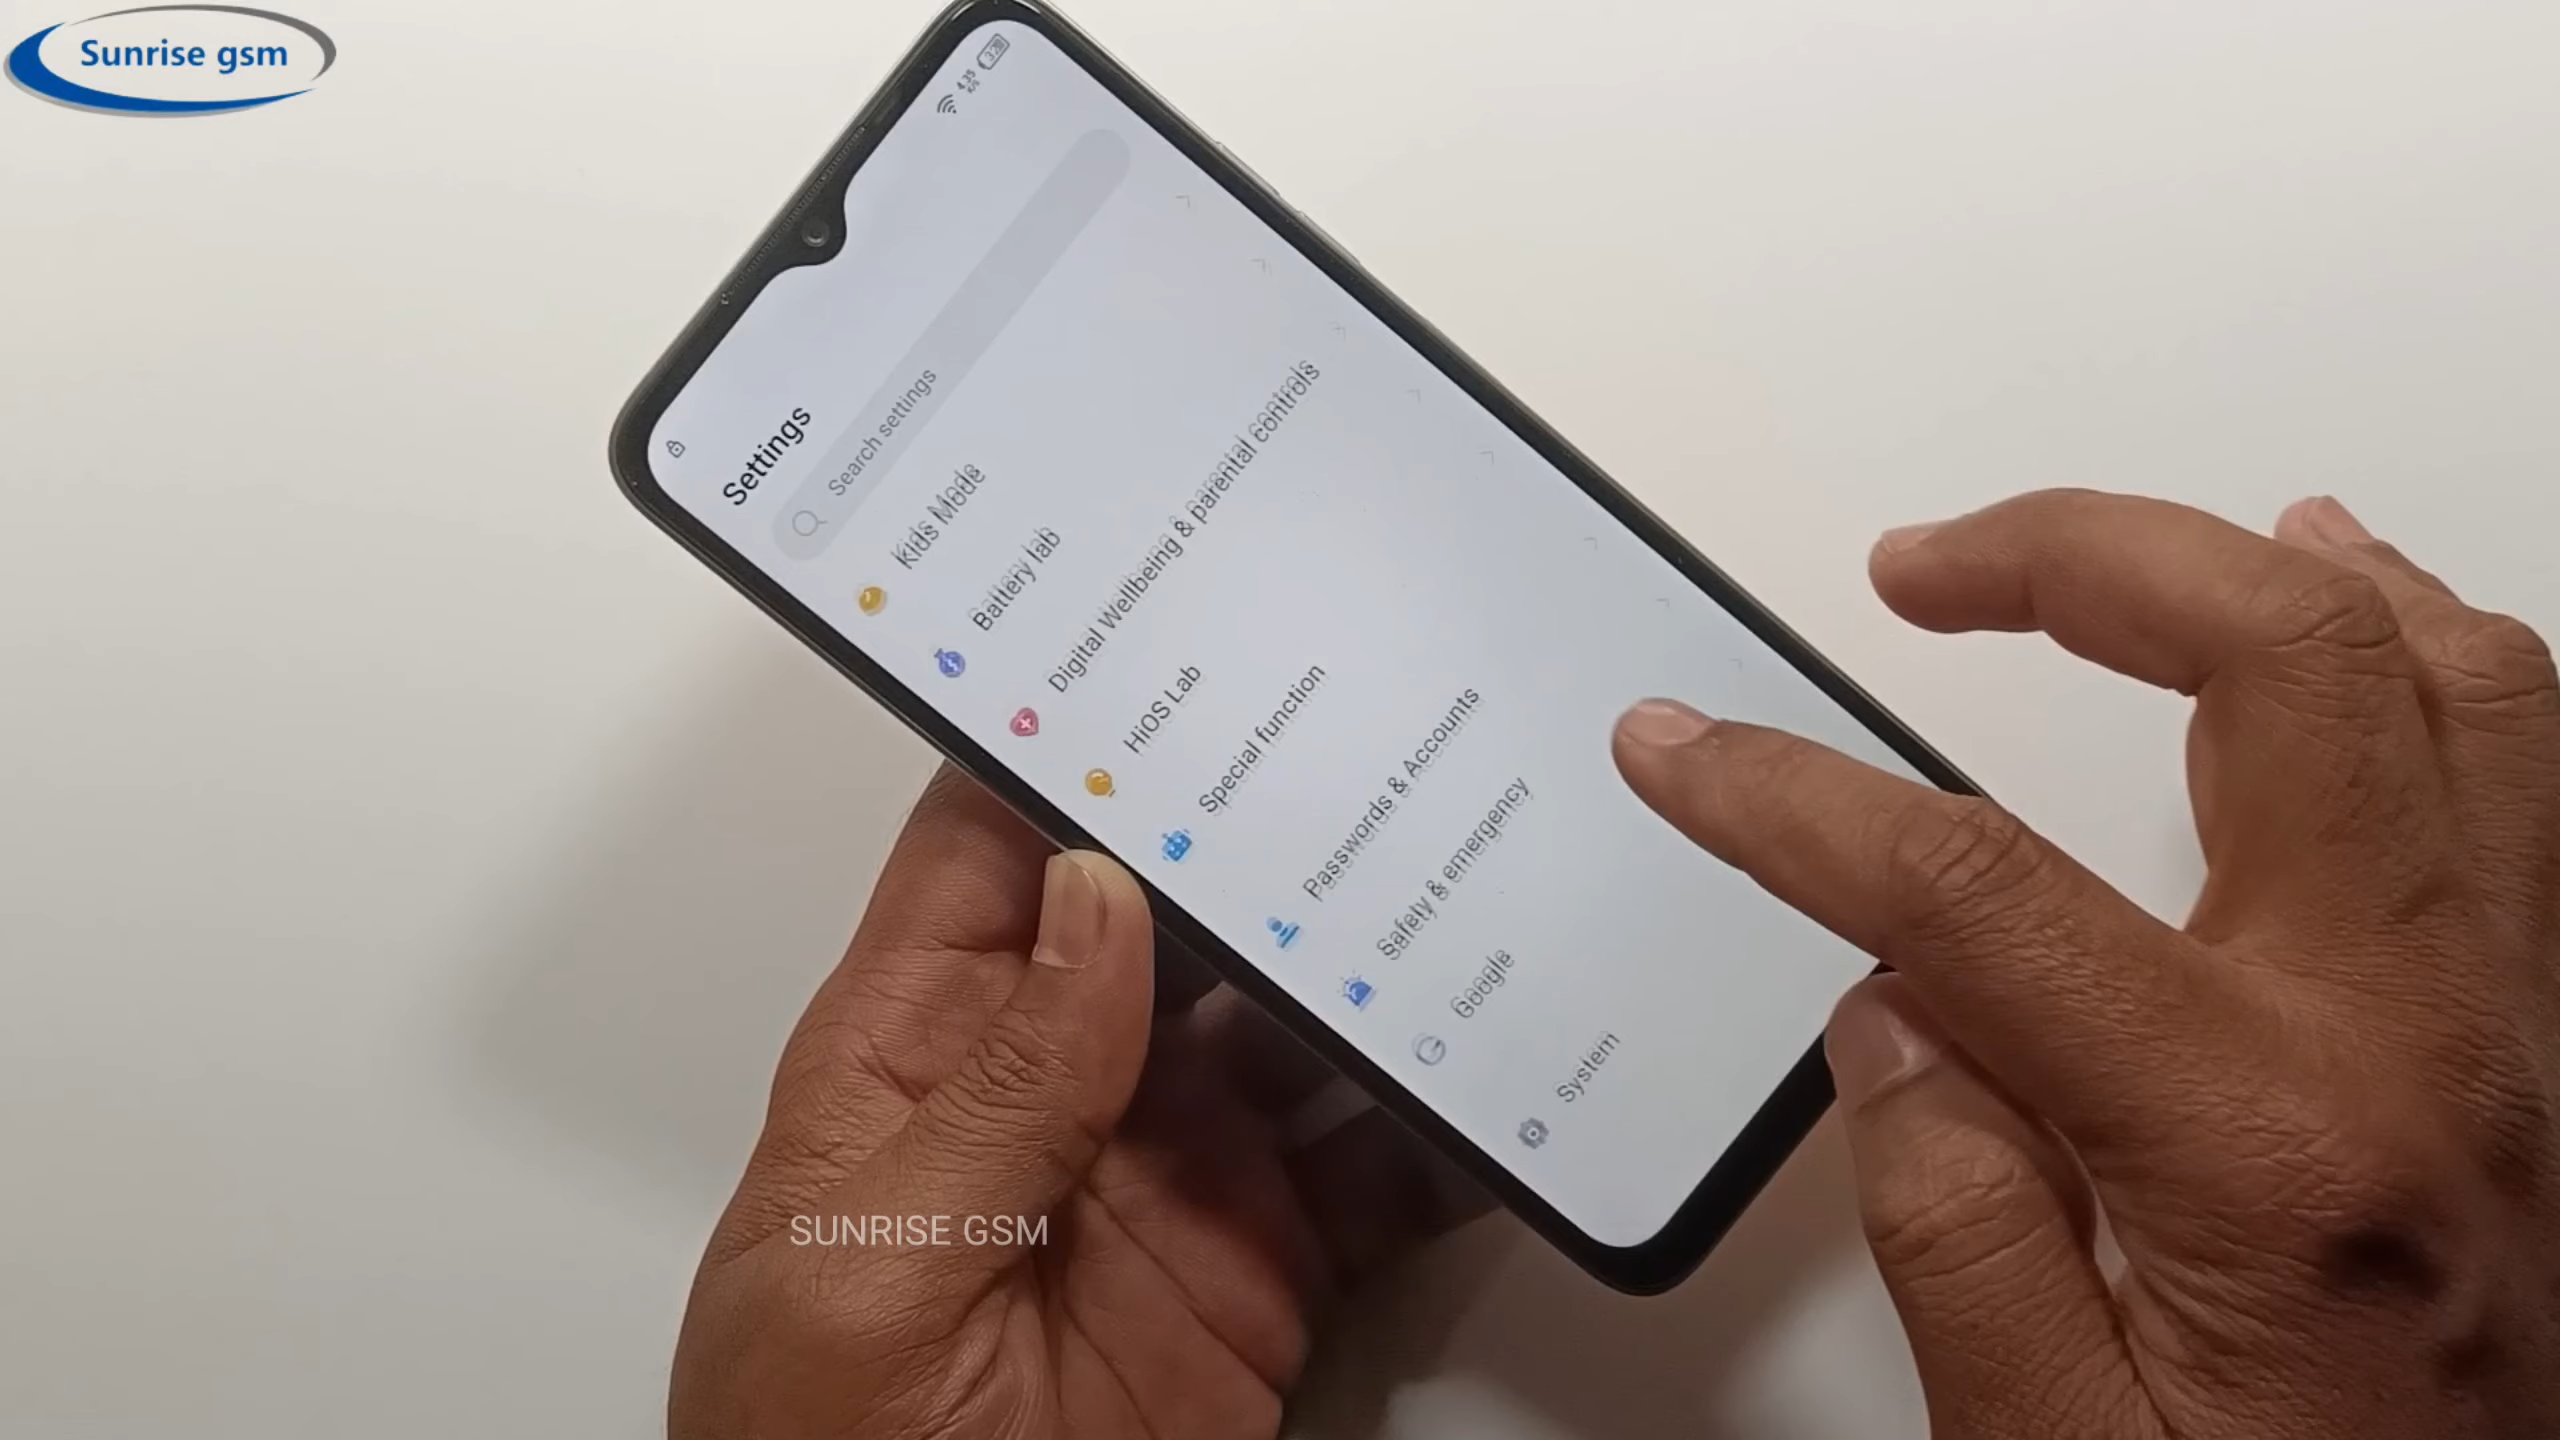 Sunrise gsm
Settings
Search settings
Kids Mode
Battery lab
Digital Wellbeing & parental controls
HiOS Lab
Special function
Passwords & Accounts
Safety & emergency
Google
System
SUNRISE GSM